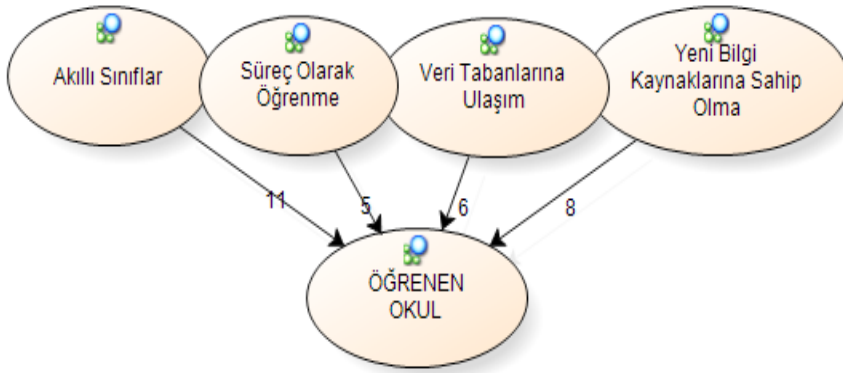 Akıllı Sınıflar
Süreç Olarak
Öğrenme
Veri Tabanlarına
Ulaşım
Yeni Bilgi
Kaynaklarına Sahip
Olma
11
5
6
8
ÖĞRENEN
OKUL